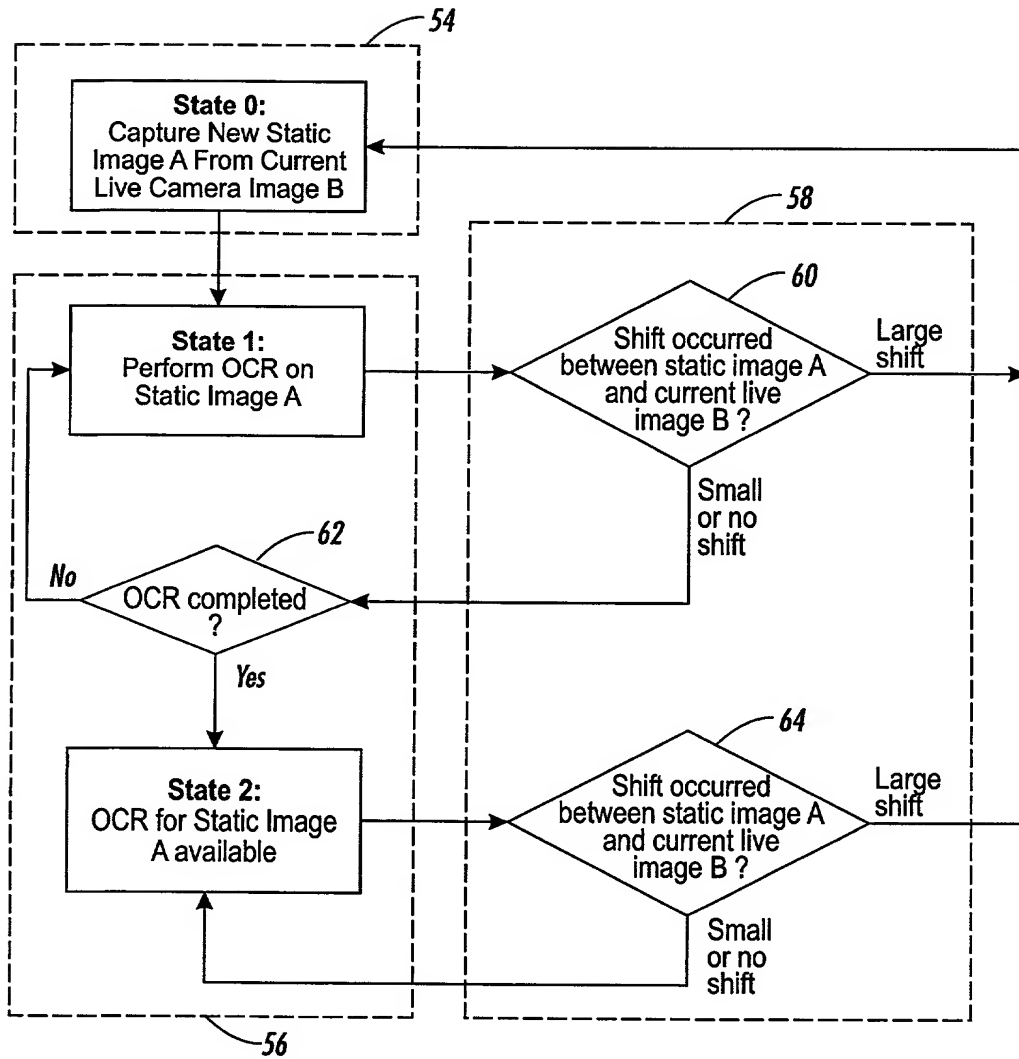 54
State 0:
Capture New Static
Image A From Current
Live Camera Image B
58
60
State 1:
Perform OCR on
Static Image A
Shift occurred
between static image A
and current live
image B ?
Large
shift
Small
or no
shift
62
No
OCR completed
?
Yes
64
State 2:
OCR for Static Image
A available
Shift occurred
between static image A
and current live
image B ?
Large
shift
Small
or no
shift
56